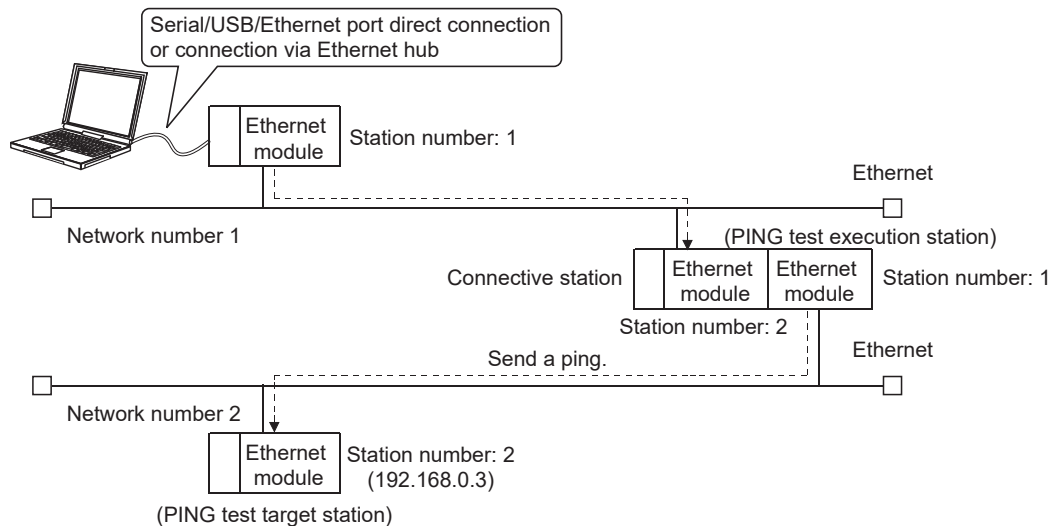 Serial/USB/Ethernet port direct connection
or connection via Ethernet hub
Ethernet
module
Station number: 1
Ethernet
Network number 1
(PING test execution station)
Connective station
Ethernet
module
Ethernet
module
Station number: 1
Station number: 2
Send a ping.
Ethernet
Network number 2
Ethernet
module
Station number: 2
(192.168.0.3)
(PING test target station)